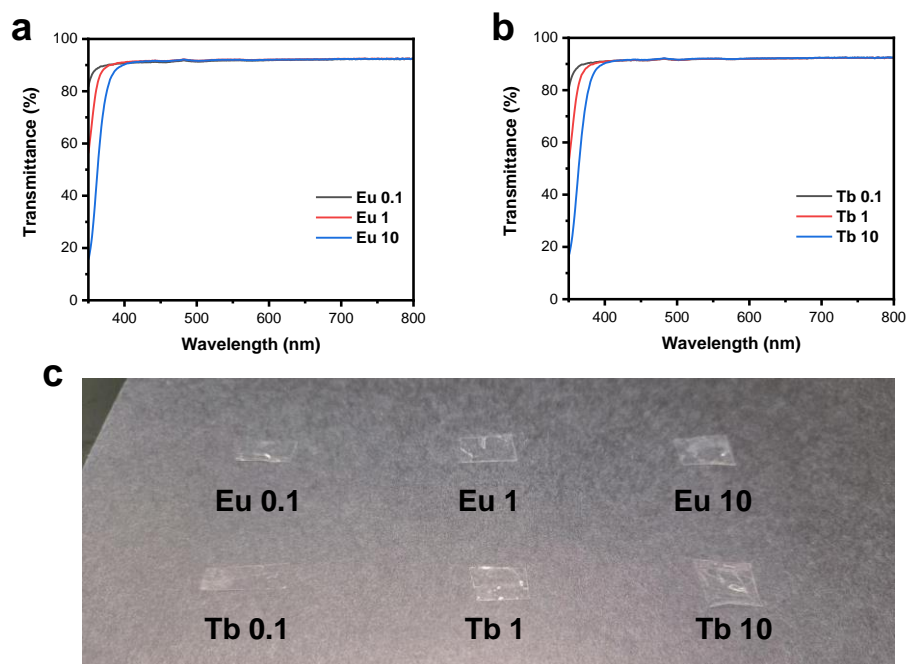 a
100
80
60
40
20
0
Transmittance (%)
Eu 0.1
Eu 1
Eu 10
400 500 600 700 800
Wavelength (nm)
b
100
80
60
40
20
0
Transmittance (%)
Tb 0.1
Tb 1
Tb 10
400 500 600 700 800
Wavelength (nm)
c
Eu 0.1 Eu 1 Eu 10
Tb 0.1 Tb 1 Tb 10